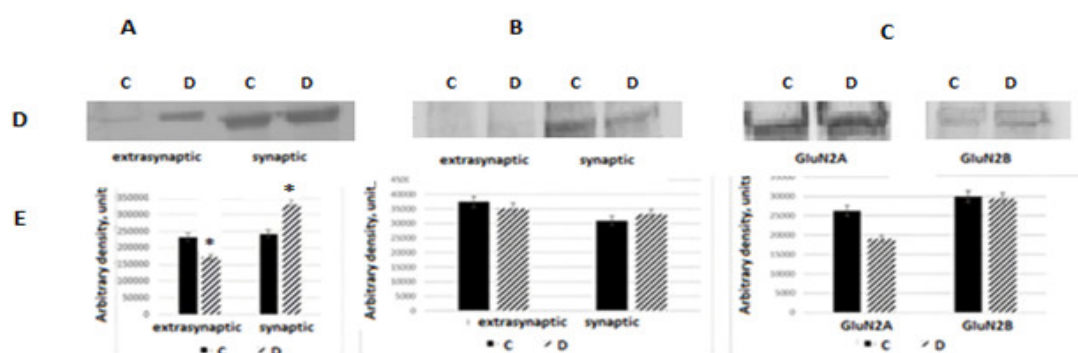 A B C
C D C D C D C D C D C D
D
extrasynaptic synaptic extrasynaptic synaptic GluN2A GluN2B
E
Arbitrary density, unit
350000
300000
250000
200000
150000
100000
50000
0
extrasynaptic synaptic
C D
* *
Arbitrary density, unit
4500
40000
35000
30000
25000
20000
15000
10000
5000
0
extrasynaptic synaptic
C D
Arbitrary density, units
35000
30000
25000
20000
15000
10000
5000
0
GluN2A GluN2B
C D